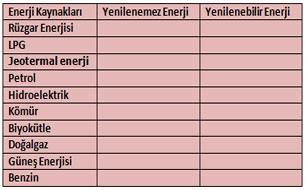 Enerji Kaynakları Yenilenemez Enerji Yenilenebilir Enerji
Rüzgar Enerjisi
LPG
Jeotermal enerji
Petrol
Hidroelektrik
Kömür
Biyokütle
Doğalgaz
Güneş Enerjisi
Benzin